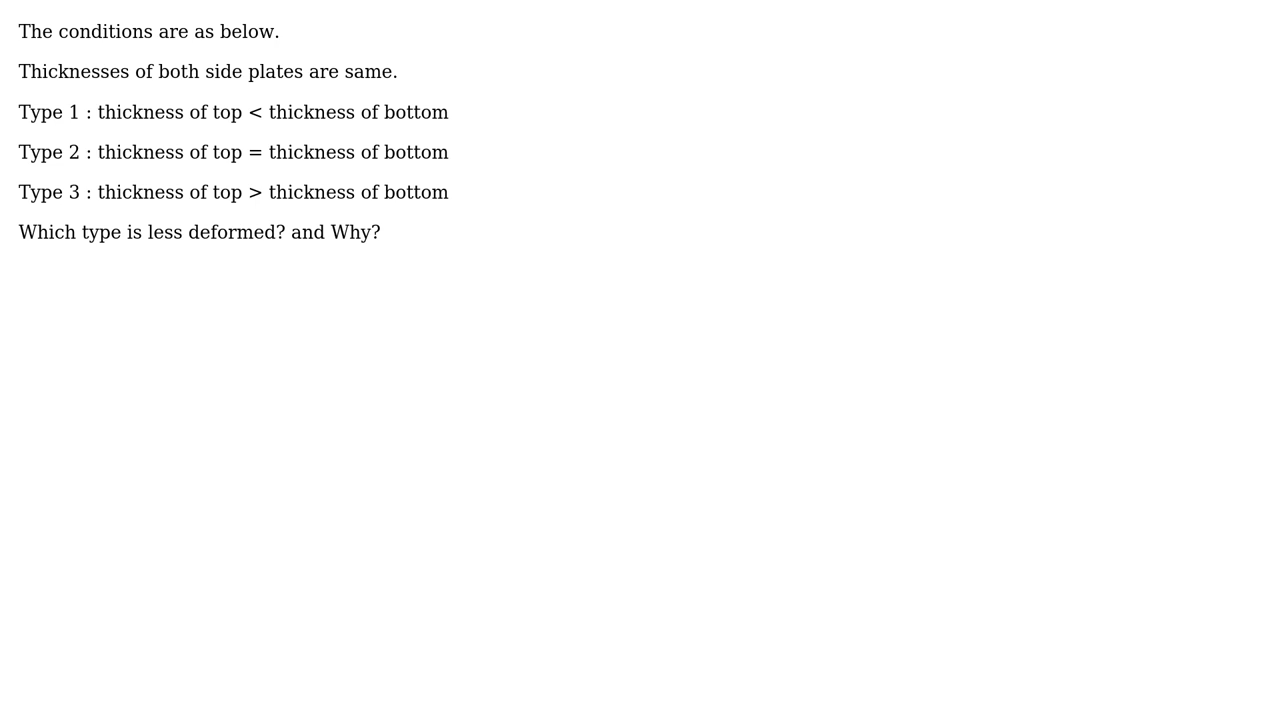 The conditions are as below.
Thicknesses of both side plates are same.
Type 1 : thickness of top < thickness of bottom
Type 2 : thickness of top = thickness of bottom
Type 3 : thickness of top > thickness of bottom
Which type is less deformed? and Why?